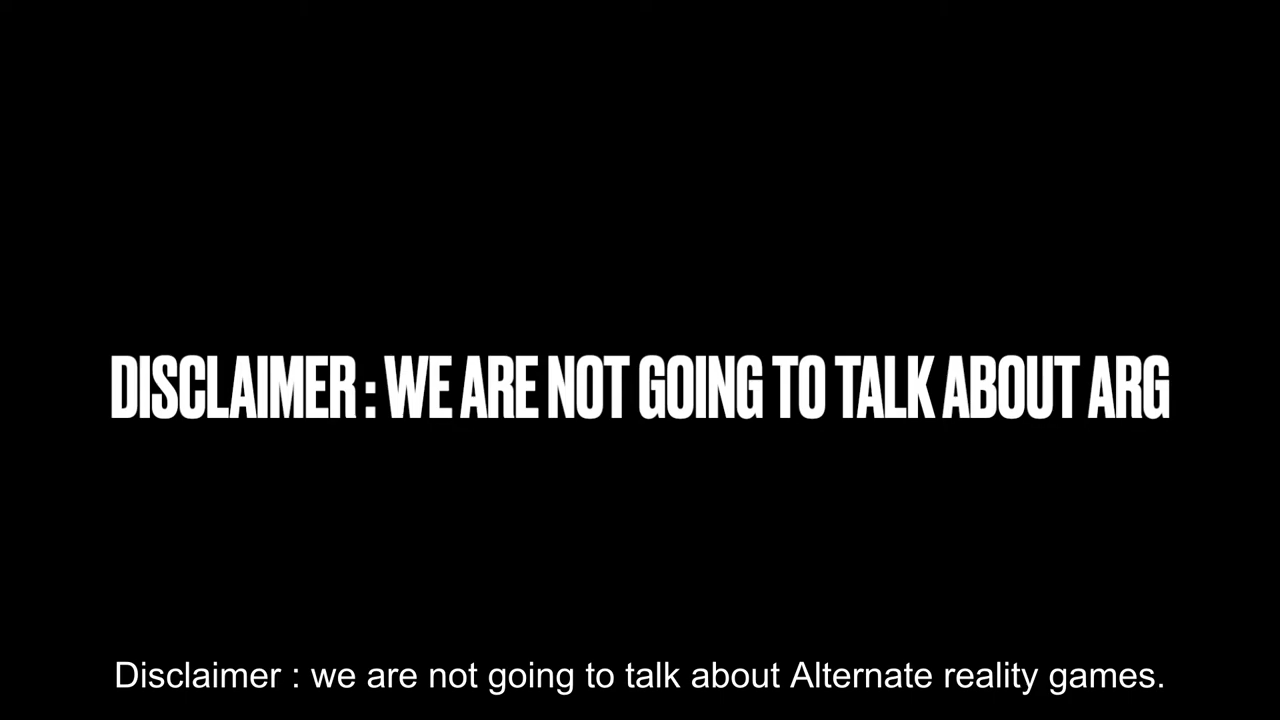 DISCLAIMER : WE ARE NOT GOING TO TALK ABOUT ARG
Disclaimer : we are not going to talk about Alternate reality games.